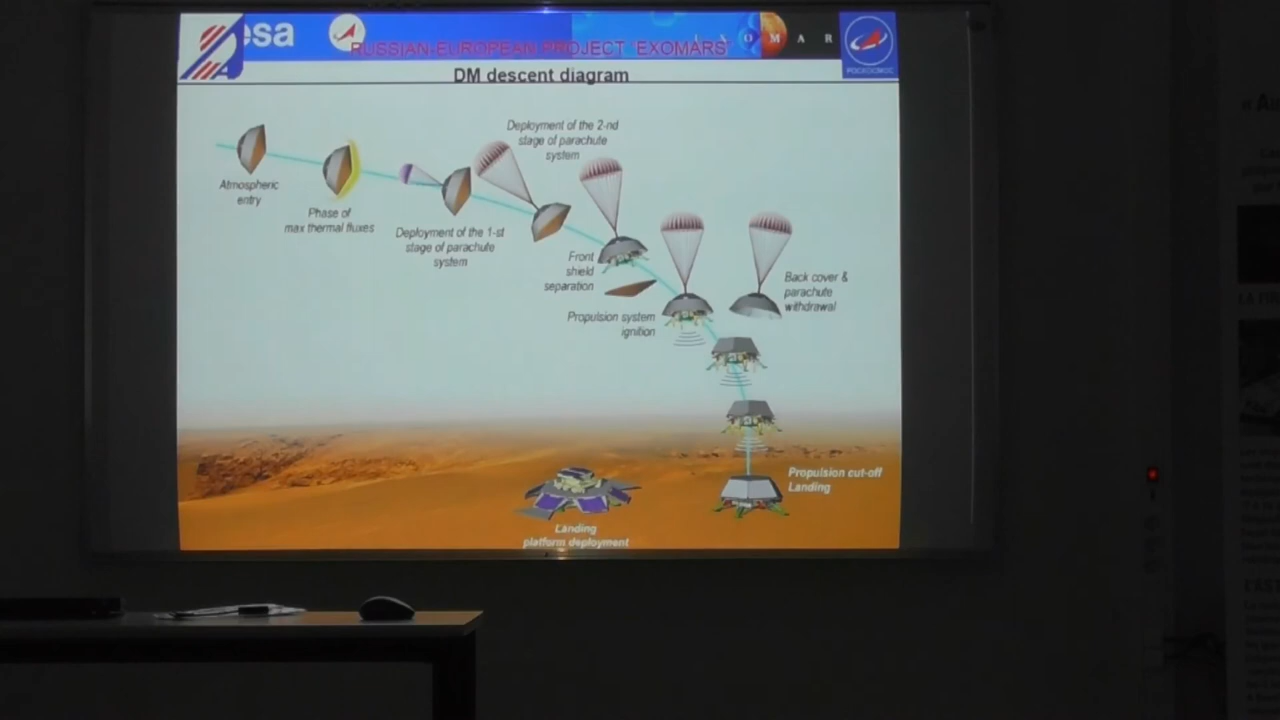 esa
EXOMAR
RUSSIAN-EUROPEAN PROJECT "EXOMARS"
РОСКОСМОС
DM descent diagram
Deployment of the 2-nd
stage of parachute
system
Atmospheric
entry
Phase of
max thermal fluxes
Deployment of the 1-st
stage of parachute
system
Front
shield
separation
Back cover &
parachute
withdrawal
Propulsion system
ignition
Propulsion cut-off
Landing
Landing
platform deployment